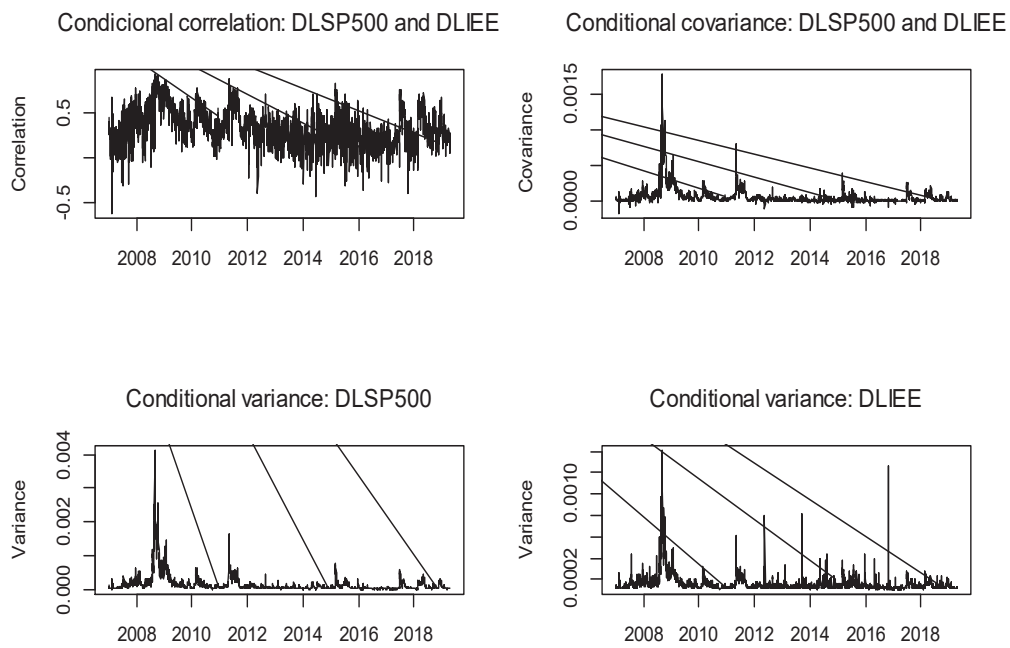 Condicional correlation: DLSP500 and DLIEE
Correlation
0.5
-0.5
2008 2010 2012 2014 2016 2018
Conditional covariance: DLSP500 and DLIEE
Covariance
0.0015
0.0000
2008 2010 2012 2014 2016 2018
Conditional variance: DLSP500
Variance
0.004
0.002
0.000
2008 2010 2012 2014 2016 2018
Conditional variance: DLIEE
Variance
0.0010
0.0002
2008 2010 2012 2014 2016 2018